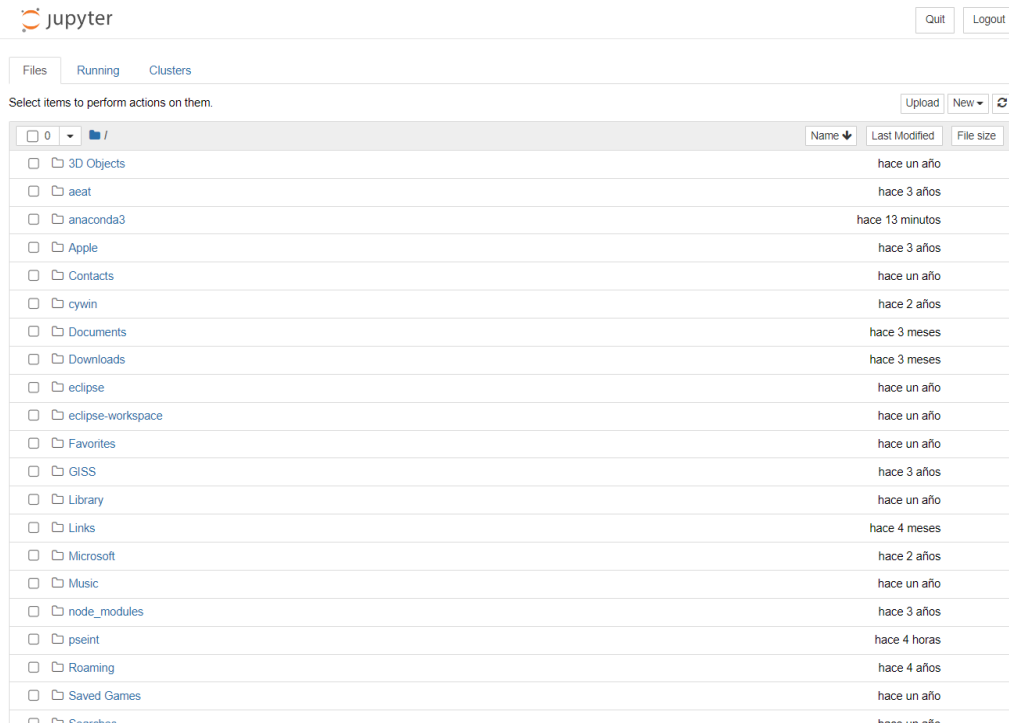 jupyter
Quit Logout
Files Running Clusters
Select items to perform actions on them.
Upload New
0 / Name Last Modified File size
3D Objects hace un año
aeat hace 3 años
anaconda3 hace 13 minutos
Apple hace 3 años
Contacts hace un año
cywin hace 2 años
Documents hace 3 meses
Downloads hace 3 meses
eclipse hace un año
eclipse-workspace hace un año
Favorites hace un año
GISS hace 3 años
Library hace un año
Links hace 4 meses
Microsoft hace 2 años
Music hace un año
node_modules hace 3 años
pseint hace 4 horas
Roaming hace 4 años
Saved Games hace un año
Searches hace un año